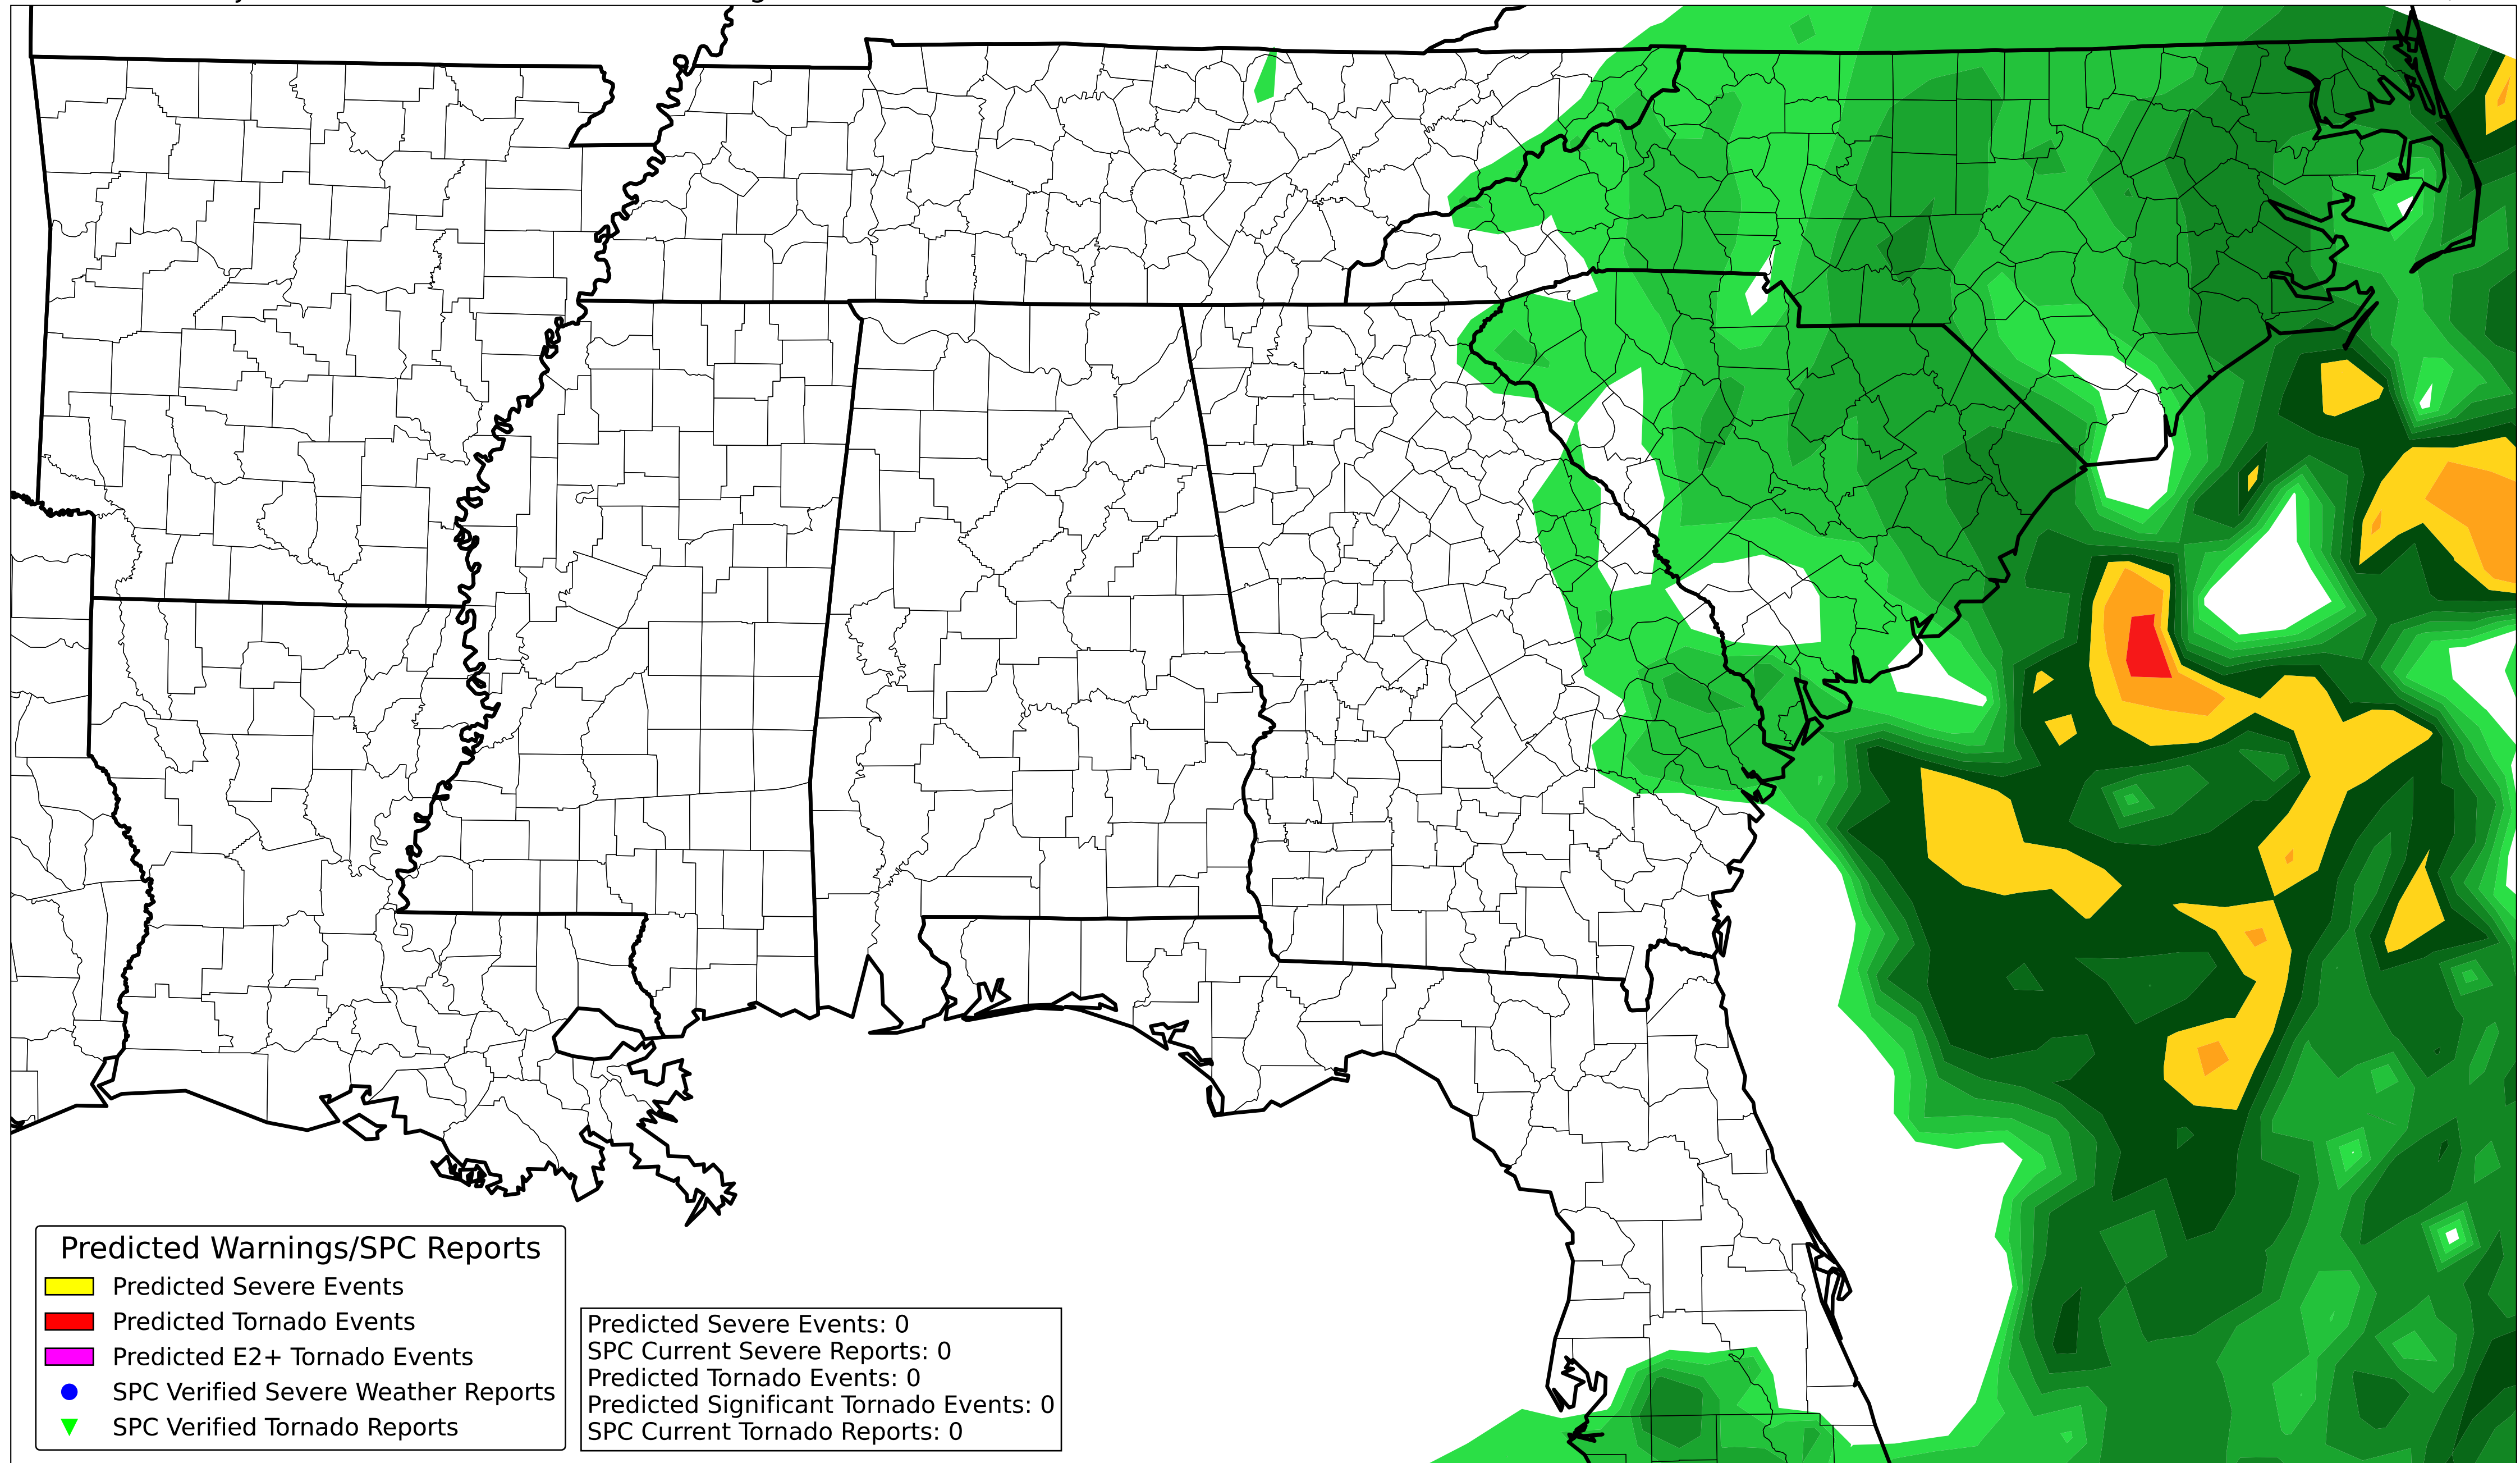 Predicted Warnings/SPC Reports
Predicted Severe Events
Predicted Tornado Events
Predicted E2+ Tornado Events
SPC Verified Severe Weather Reports
SPC Verified Tornado Reports
Predicted Severe Events: 0
SPC Current Severe Reports: 0
Predicted Tornado Events: 0
Predicted Significant Tornado Events: 0
SPC Current Tornado Reports: 0